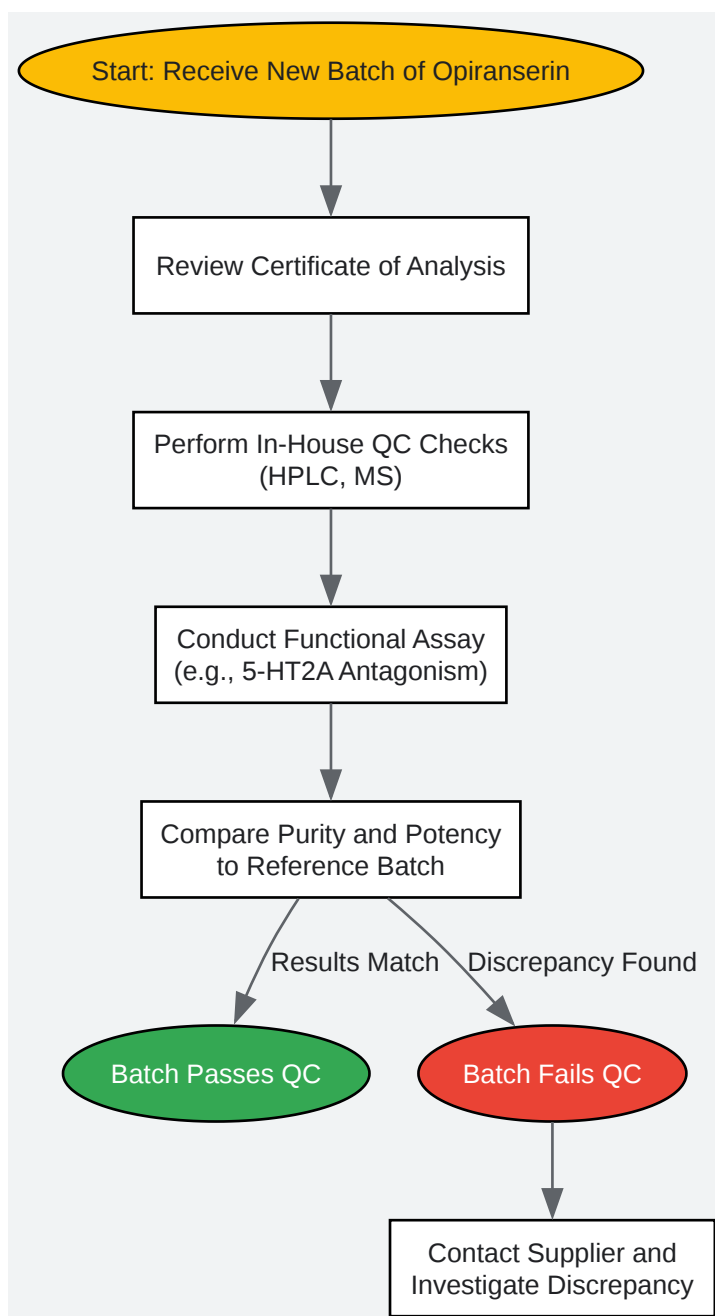 Start: Receive New Batch of Opiranserin
Review Certificate of Analysis
Perform In-House QC Checks
(HPLC, MS)
Conduct Functional Assay
(e.g., 5-HT2A Antagonism)
Compare Purity and Potency
to Reference Batch
Results Match
Discrepancy Found
Batch Passes QC
Batch Fails QC
Contact Supplier and
Investigate Discrepancy